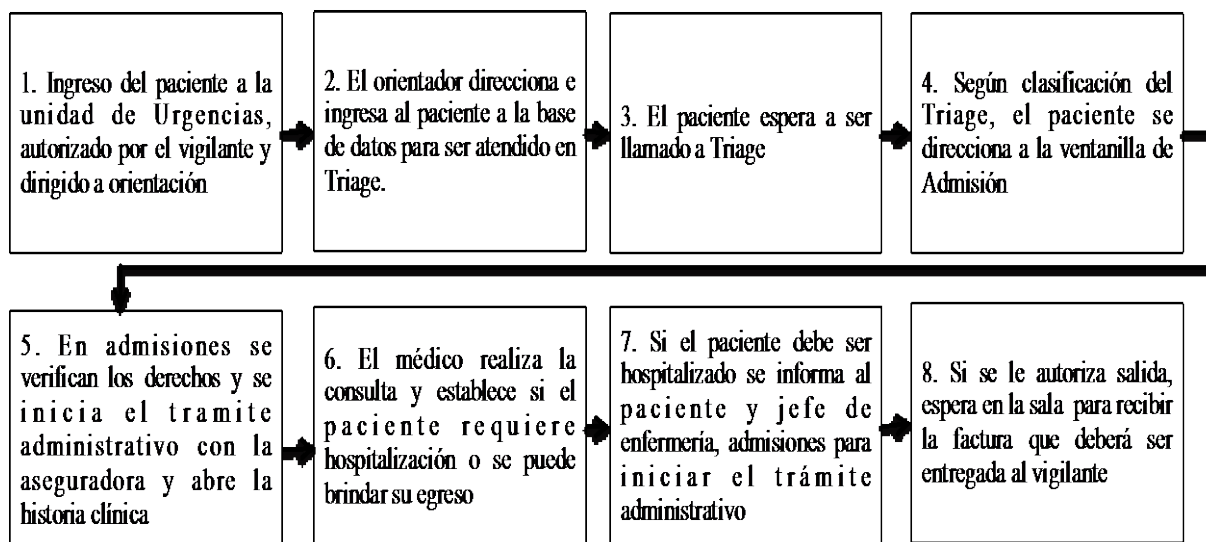 1. Ingreso del paciente a la
unidad de Urgencias,
autorizado por el vigilante y
dirigido a orientación
2. El orientador direcciona e
ingresa al paciente a la base
de datos para ser atendido en
Triage.
3. El paciente espera a ser
llamado a Triage
4. Según clasificación del
Triage, el paciente se
direcciona a la ventanilla de
Admisión
5. En admisiones se
verifican los derechos y se
inicia el tramite
administrativo con la
aseguradora y abre la
historia clínica
6. El médico realiza la
consulta y establece si el
paciente requiere
hospitalización o se puede
brindar su egreso
7. Si el paciente debe ser
hospitalizado se informa al
paciente y jefe de
enfermería, admisiones para
iniciar el trámite
administrativo
8. Si se le autoriza salida,
espera en la sala para recibir
la factura que deberá ser
entregada al vigilante